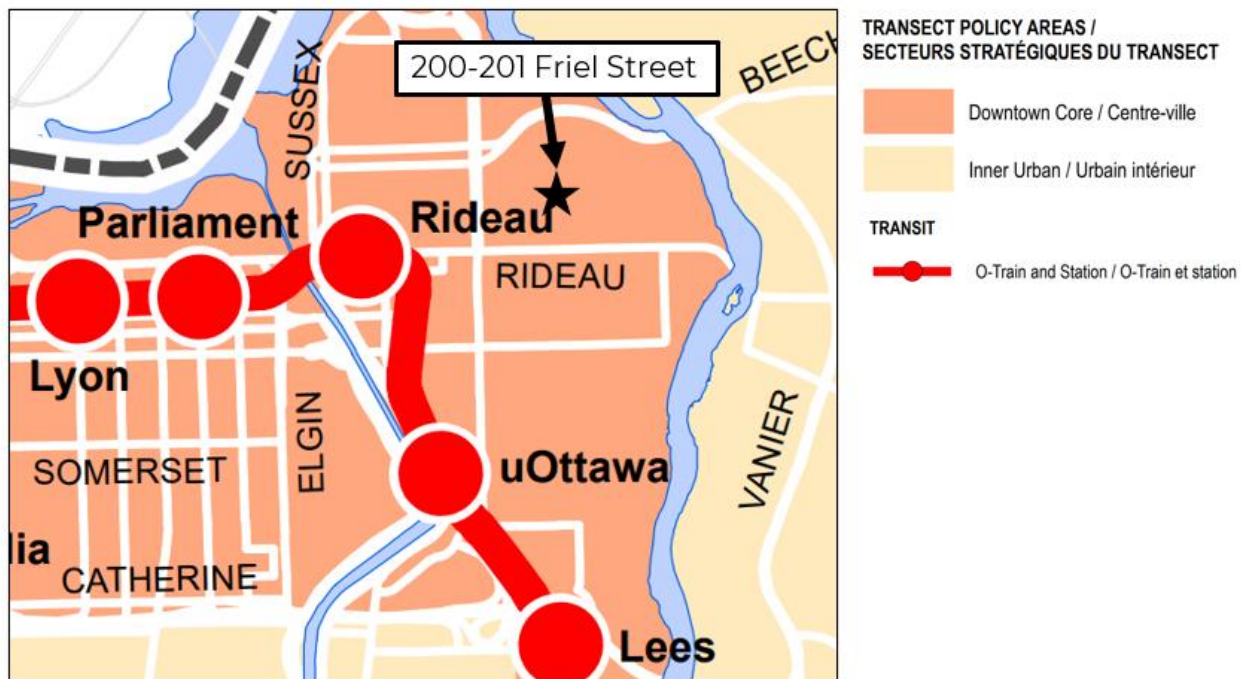 200-201 Friel Street
SUSSEX
BEECH
Parliament
Rideau
RIDEAU
Lyon
ELGIN
uOttawa
SOMERSET
VANIER
lia
CATHERINE
Lees
TRANSECT POLICY AREAS /
SECTEURS STRATÉGIQUES DU TRANSECT
Downtown Core / Centre-ville
Inner Urban / Urbain intérieur
TRANSIT
O-Train and Station / O-Train et station